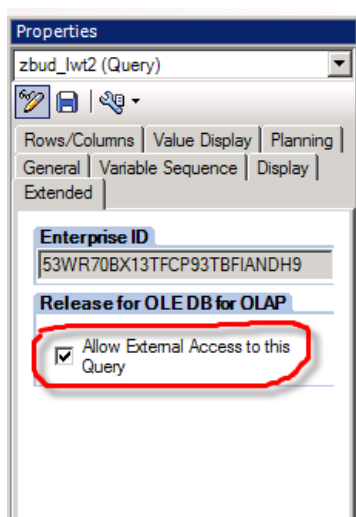 Properties
zbud_lwt2 (Query)
Rows/Columns Value Display Planning
General Variable Sequence Display
Extended
Enterprise ID
53WR70BX13TFCP93TBFIANDH9
Release for OLE DB for OLAP
Allow External Access to this
Query